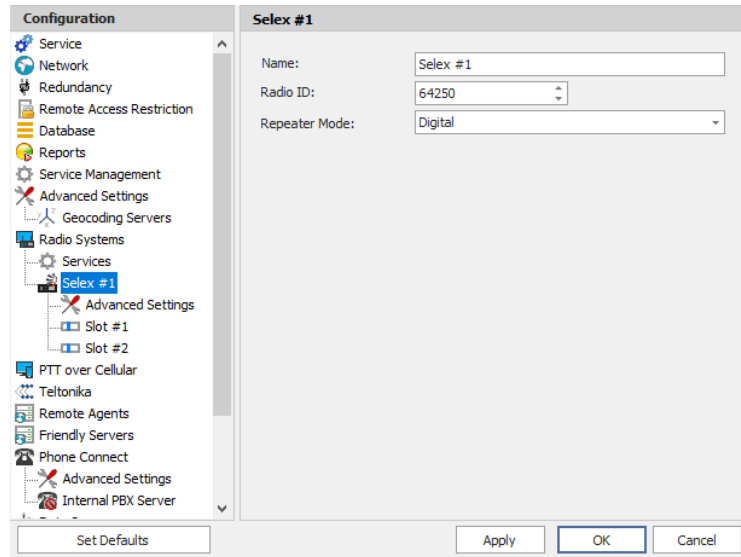 Configuration
Service
Network
Redundancy
Remote Access Restriction
Database
Reports
Service Management
Advanced Settings
Geocoding Servers
Radio Systems
Services
Selex #1
Advanced Settings
Slot #1
Slot #2
PTT over Cellular
Teltonika
Remote Agents
Friendly Servers
Phone Connect
Advanced Settings
Internal PBX Server
Set Defaults
Selex #1
Name: Selex #1
Radio ID: 64250
Repeater Mode: Digital
Apply OK Cancel